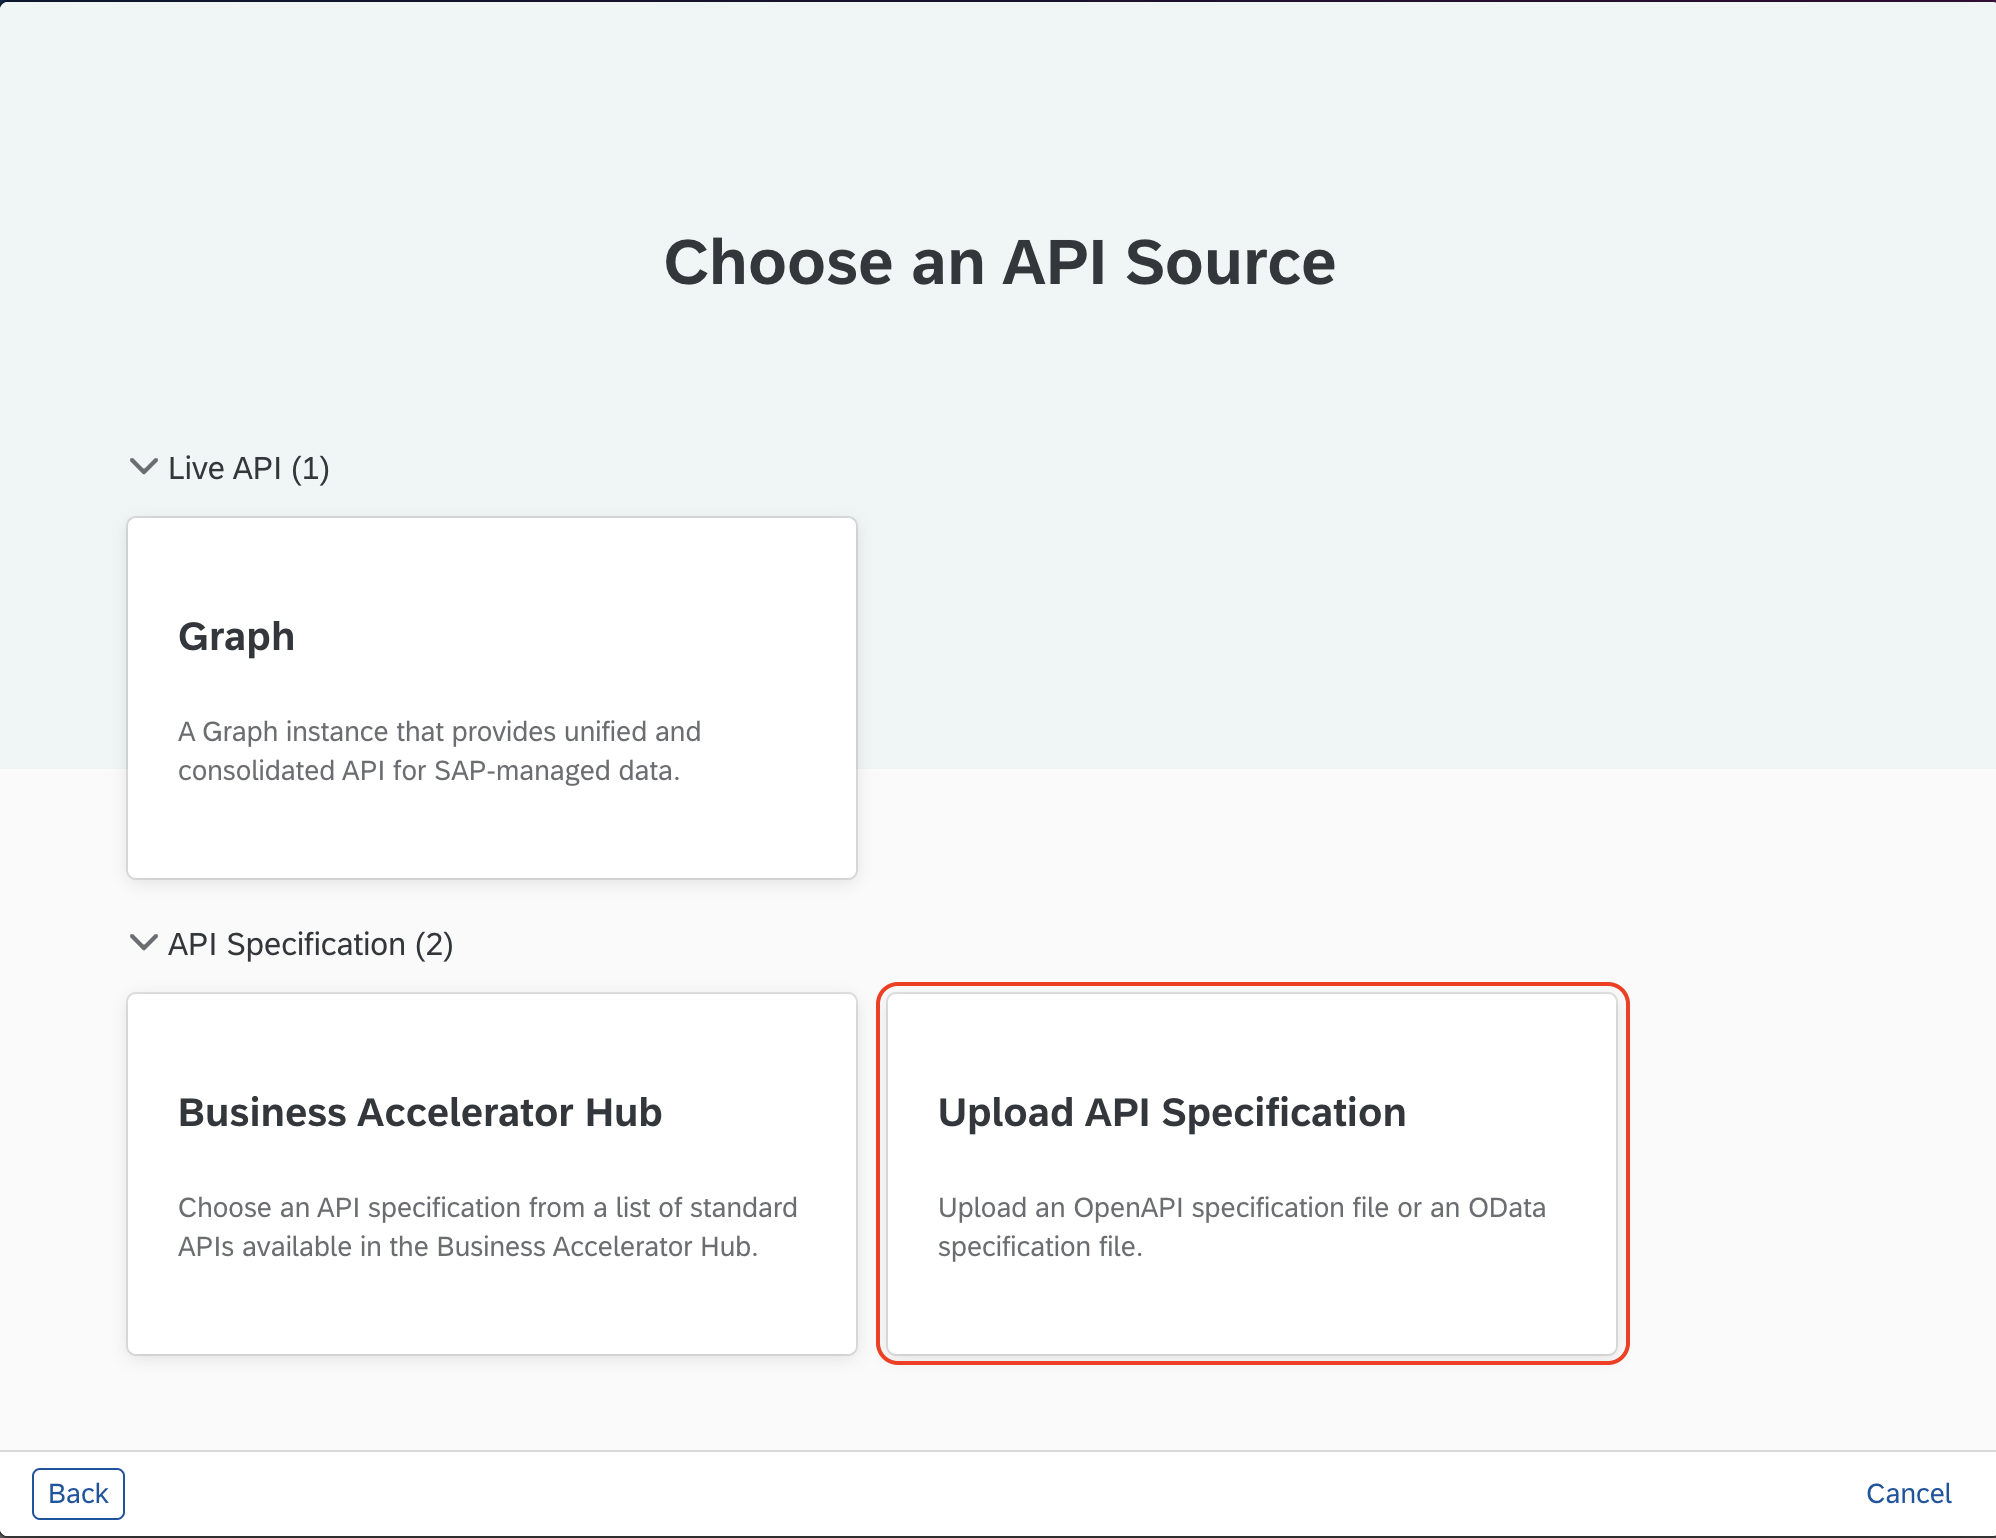 Choose an API Source
Live API (1)
Graph
A Graph instance that provides unified and
consolidated API for SAP-managed data.
API Specification (2)
Business Accelerator Hub
Choose an API specification from a list of standard
APIs available in the Business Accelerator Hub.
Upload API Specification
Upload an OpenAPI specification file or an OData
specification file.
Back
Cancel